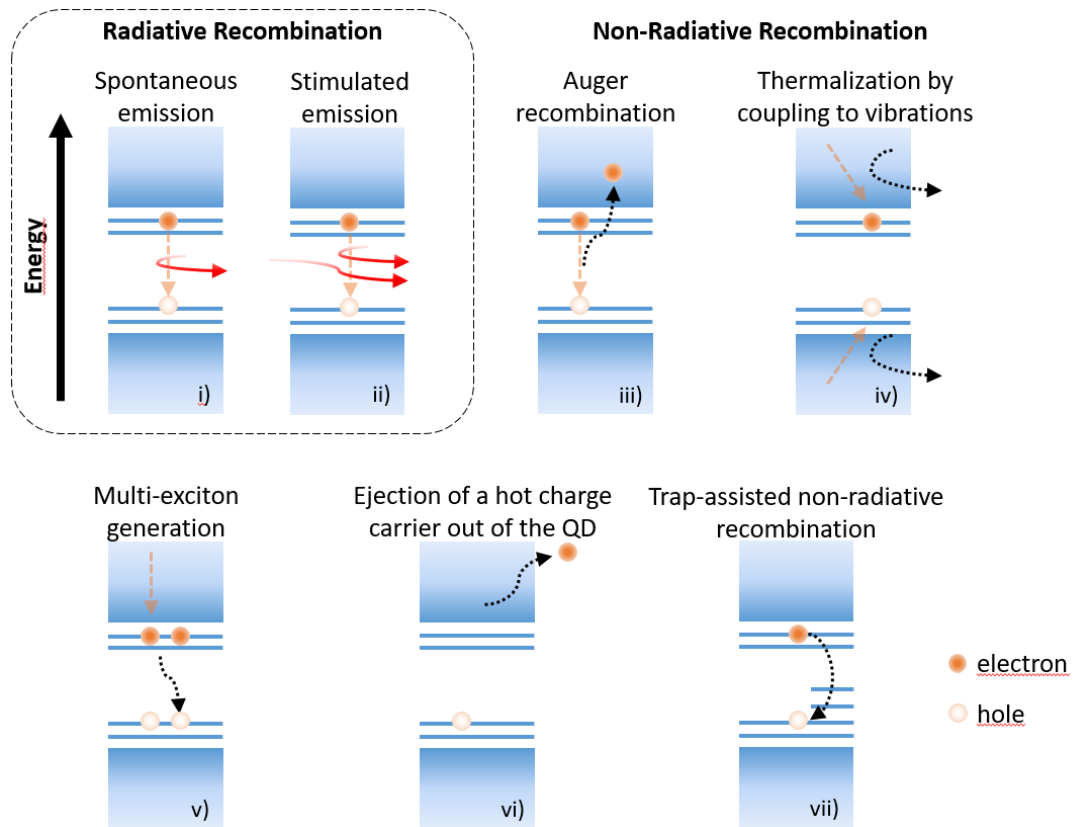 Radiative Recombination
Non-Radiative Recombination
Spontaneous
emission
Stimulated
emission
Auger
recombination
Thermalization by
coupling to vibrations
Energy
i)
ii)
iii)
iv)
Multi-exciton
generation
Ejection of a hot charge
carrier out of the QD
Trap-assisted non-radiative
recombination
electron
hole
v)
vi)
vii)